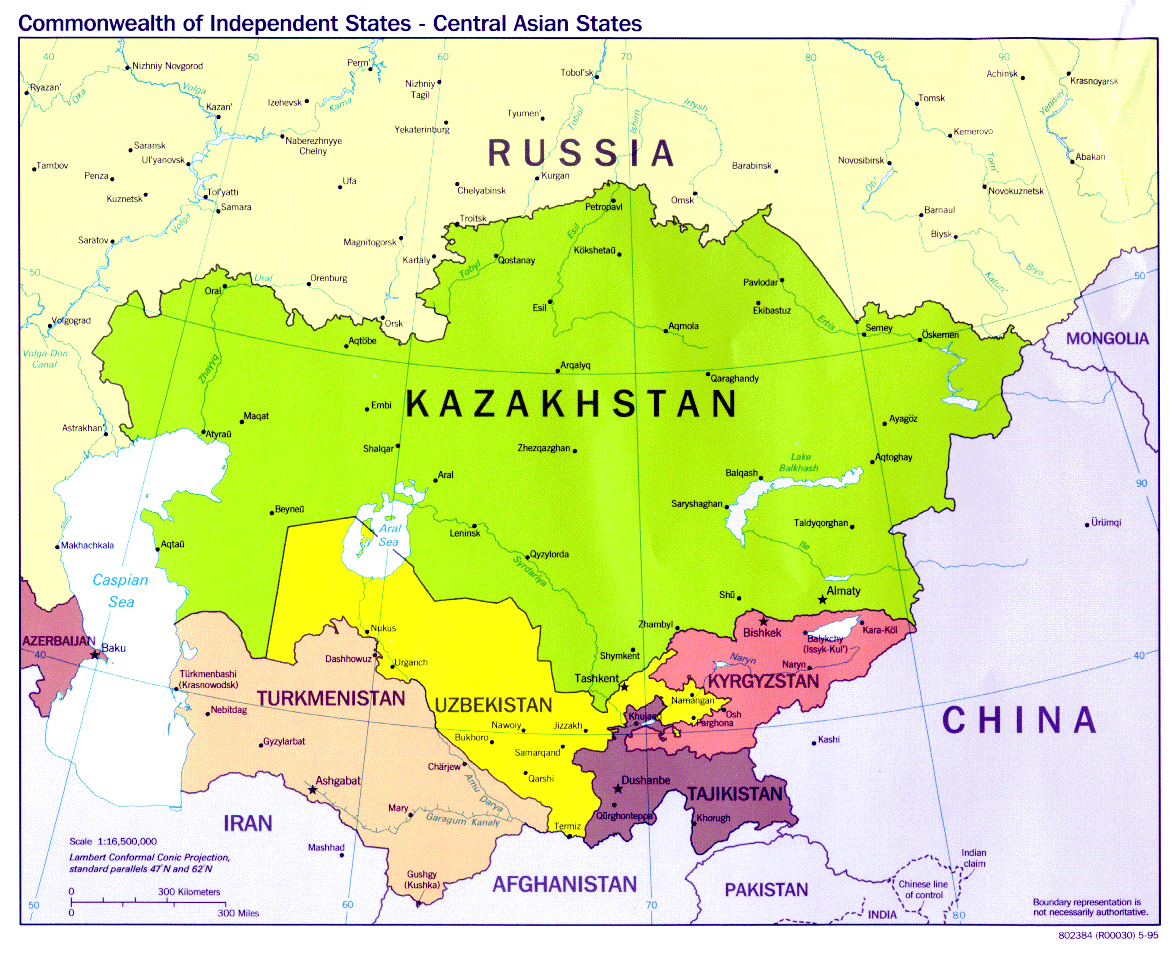 Commonwealth of Independent States - Central Asian States
40
50
60
70
80
90
Nizhniy Novgorod
Perm'
Tobol'sk
Ob'
Achinsk
Krasnoyarsk
Ryazan'
Oka
Volga
Kazan'
Izehevsk
Kama
Nizhniy
Tagil
Tyumen'
Tobol
Ishim
Irtysh
Tomsk
Yenisey
Saransk
Ul'yanovsk
Naberezhnyye
Chelny
Yekaterinburg
RUSSIA
Kemerovo
Tom'
Abakan
Tambov
Penza
Kuznetsk
Tol'yatti
Samara
Ufa
Chelyabinsk
Kurgan
Barabinsk
Novosibirsk
Ob'
Novokuznetsk
Petropavl
Omsk
Saratov
Volga
Magnitogorsk
Troitsk
Kartaly
Tobyl
Qostanay
Esil
Kökshetaū
Barnaul
Biysk
Katun'
Biya
50
50
Oral
Ural
Orenburg
Orsk
Esil
Pavlodar
Ekibastuz
Ertis
Semey
Öskemen
Volgograd
Volga-Don
Canal
Zhayyq
Aqtöbe
Aqmola
MONGOLIA
Arqalyq
Qaraghandy
KAZAKHSTAN
Astrakhan'
Atyraū
Maqat
Embi
Shalqar
Zhezqazghan
Ayagöz
Aqtoghay
Lake
Balkhash
Balqash
Saryshaghan
90
Aral
Aral
Sea
Beyneū
Leninsk
Taldyqorghan
Ürümqi
Makhachkala
Aqtaū
Qyzylorda
Syrdariya
Ile
Caspian
Sea
Shū
Almaty
AZERBAIJAN
Baku
40
Nukus
Zhambyl
Bishkek
Balykchy
(Issyk-Kul')
Kara-Köl
Dashhowuz
Urganch
Shymkent
Naryn
Naryn
40
Türkmenbashi
(Krasnowodsk)
Tashkent
KYRGYZSTAN
TURKMENISTAN
UZBEKISTAN
Namangan
Nebitdag
Khujand
Osh
Farghona
CHINA
Nawoiy
Jizzakh
Bukhoro
Samarqand
Kashi
Gyzylarbat
Chärjew
Qarshi
Ashgabat
Dushanbe
TAJIKISTAN
Amu Darya
Mary
Garagum Kanaly
Qŭrghonteppa
Khorugh
IRAN
Termiz
Scale 1:16,500,000
Lambert Conformal Conic Projection,
standard parallels 47°N and 62°N
Mashhad
Gushgy
(Kushka)
AFGHANISTAN
PAKISTAN
Indian
claim
Chinese line
of control
INDIA
0 300 Kilometers
0 300 Miles
50
60
70
80
Boundary representation is
not necessarily authoritative.
802384 (R00030) 5-95